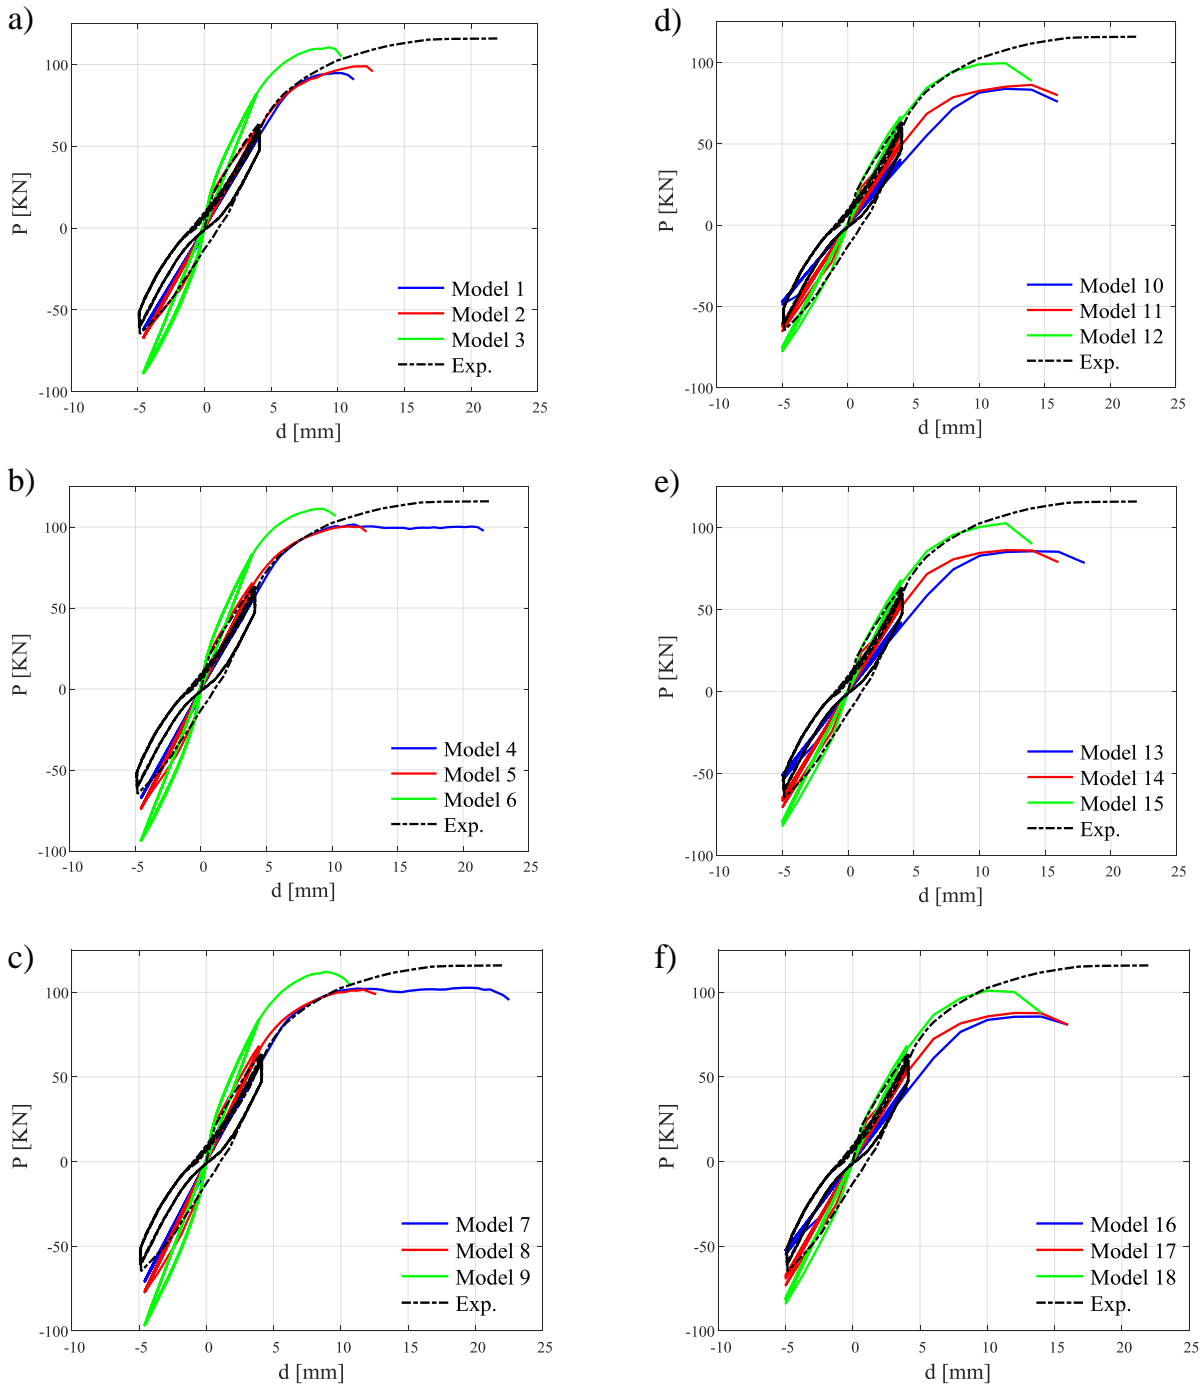 a)
100
50
0
-50
-100
-10
-5
0
5
10
15
20
25
P [KN]
d [mm]
Model 1
Model 2
Model 3
Exp.
d)
100
50
0
-50
-100
-10
-5
0
5
10
15
20
25
P [KN]
d [mm]
Model 10
Model 11
Model 12
Exp.
b)
100
50
0
-50
-100
-10
-5
0
5
10
15
20
25
P [KN]
d [mm]
Model 4
Model 5
Model 6
Exp.
e)
100
50
0
-50
-100
-10
-5
0
5
10
15
20
25
P [KN]
d [mm]
Model 13
Model 14
Model 15
Exp.
c)
100
50
0
-50
-100
-10
-5
0
5
10
15
20
25
P [KN]
d [mm]
Model 7
Model 8
Model 9
Exp.
f)
100
50
0
-50
-100
-10
-5
0
5
10
15
20
25
P [KN]
d [mm]
Model 16
Model 17
Model 18
Exp.